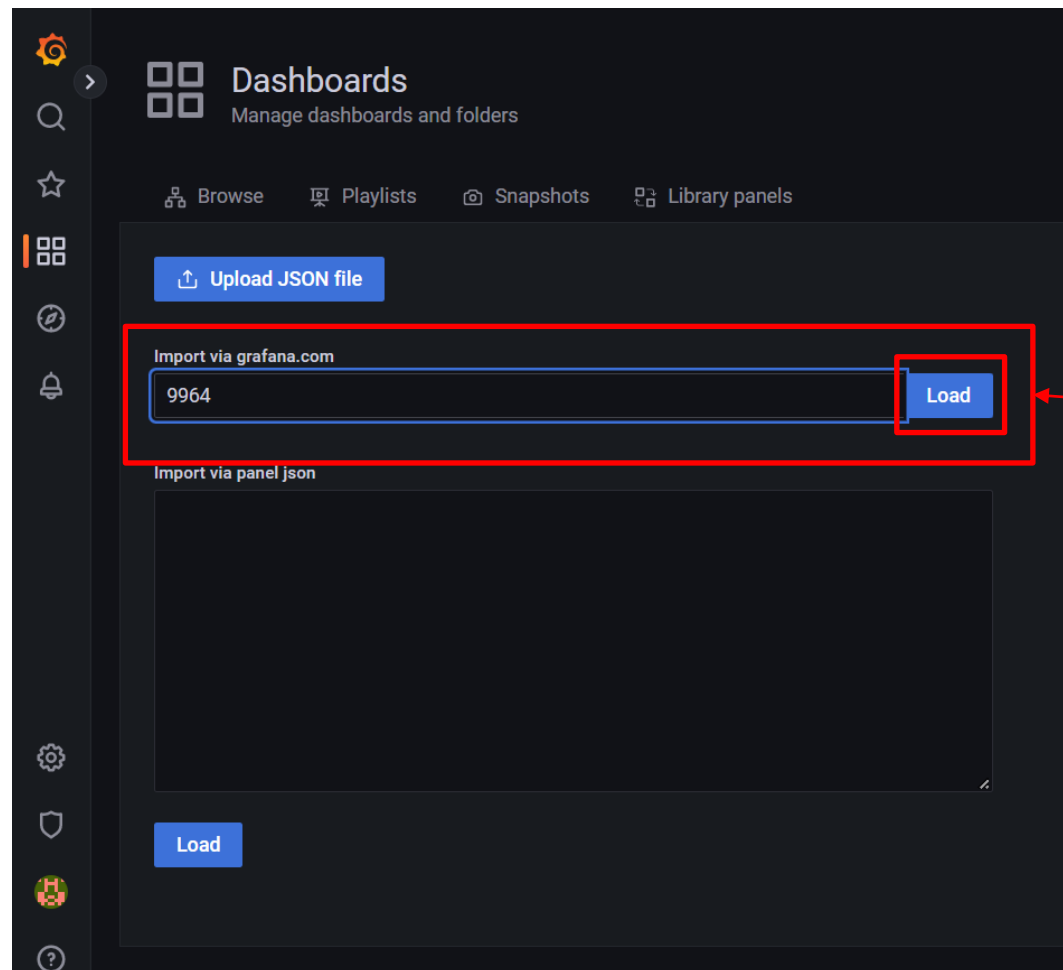 Dashboards
Manage dashboards and folders
Browse Playlists Snapshots Library panels
Upload JSON file
Import via grafana.com
9964 Load
Import via panel json
Load